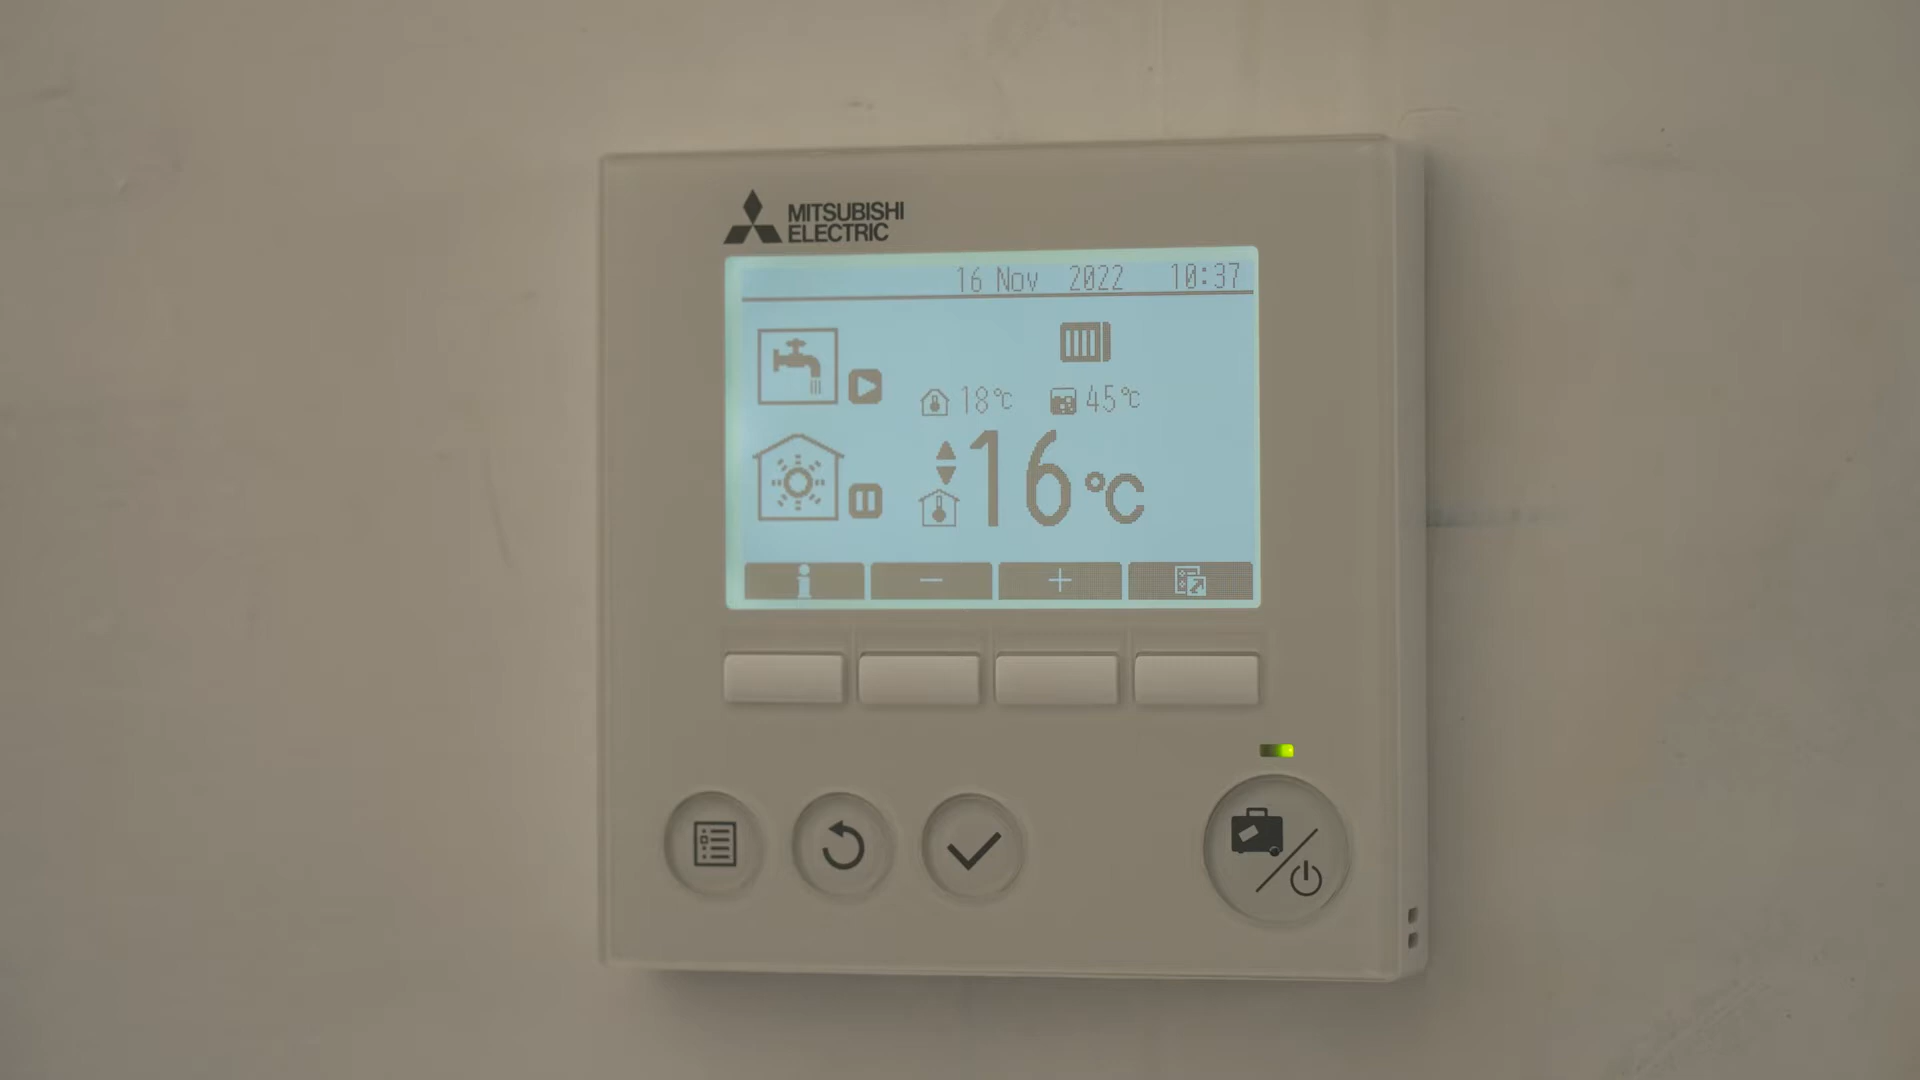 MITSUBISHI
ELECTRIC
16 Nov 2022 10:37
18°C 45°C
16°C
i − +